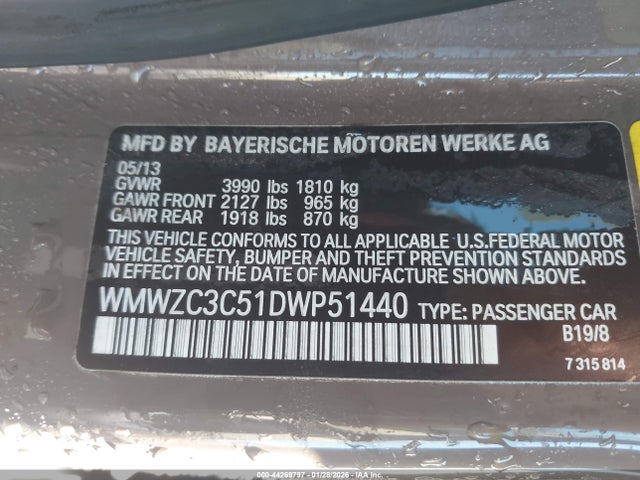 MFD BY BAYERISCHE MOTOREN WERKE AG
05/13
GVWR 3990 lbs 1810 kg
GAWR FRONT 2127 lbs 965 kg
GAWR REAR 1918 lbs 870 kg
THIS VEHICLE CONFORMS TO ALL APPLICABLE U.S.FEDERAL MOTOR
VEHICLE SAFETY, BUMPER AND THEFT PREVENTION STANDARDS
IN EFFECT ON THE DATE OF MANUFACTURE SHOWN ABOVE.
WMWZC3C51DWP51440 TYPE: PASSENGER CAR
B19/8
7 315 814
000-44269797 - 01/28/2026 - IAA Inc.